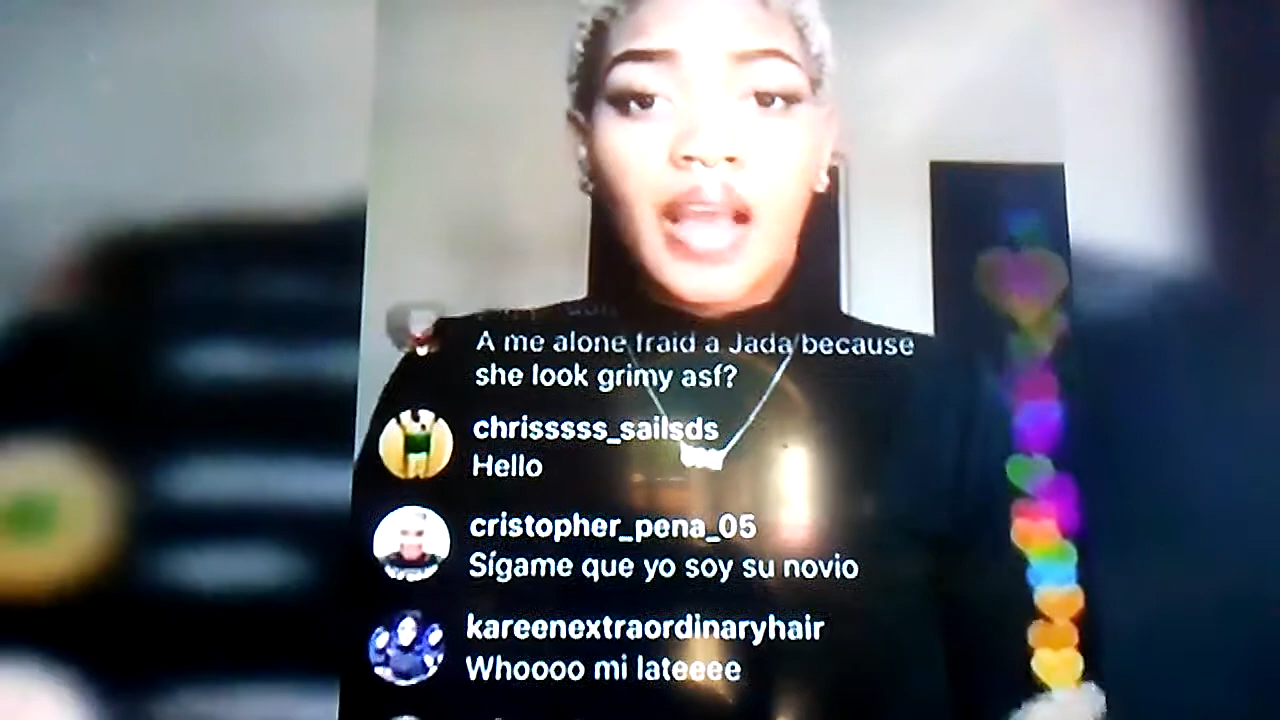 A me alone fraid a Jada because
she look grimy asf?
chrisssss_sailsds
Hello
cristopher_pena_05
Sígame que yo soy su novio
kareenextraordinaryhair
Whoooo mi lateeee